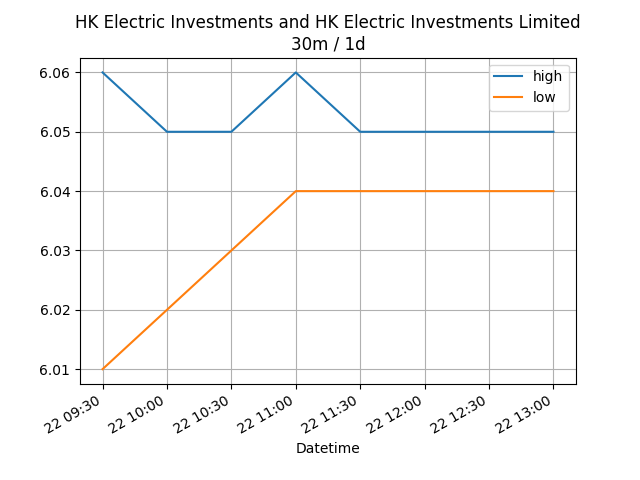 HK Electric Investments and HK Electric Investments Limited
30m / 1d
high
low
6.06
6.05
6.04
6.03
6.02
6.01
22 09:30
22 10:00
22 10:30
22 11:00
22 11:30
22 12:00
22 12:30
22 13:00
Datetime